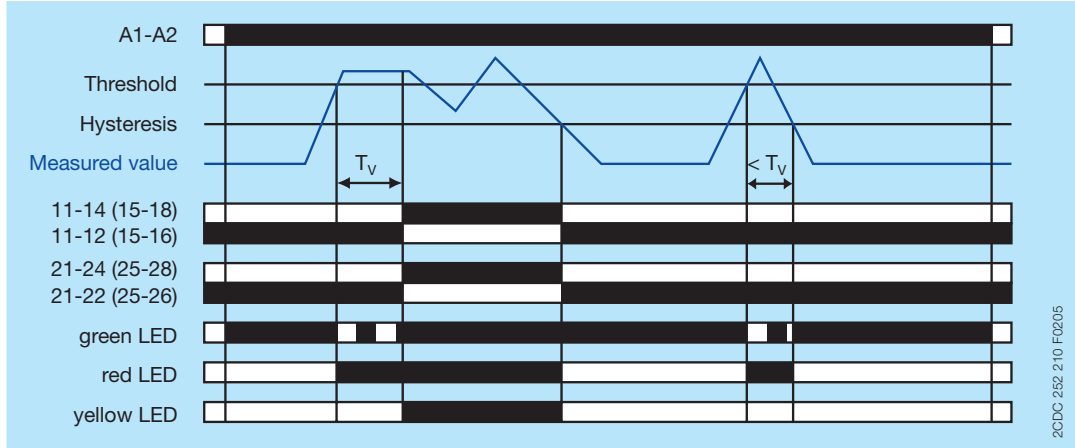 A1-A2
Threshold
Hysteresis
Measured value
TV
< TV
11-14 (15-18)
11-12 (15-16)
21-24 (25-28)
21-22 (25-26)
green LED
red LED
yellow LED
2CDC 252 210 F0205